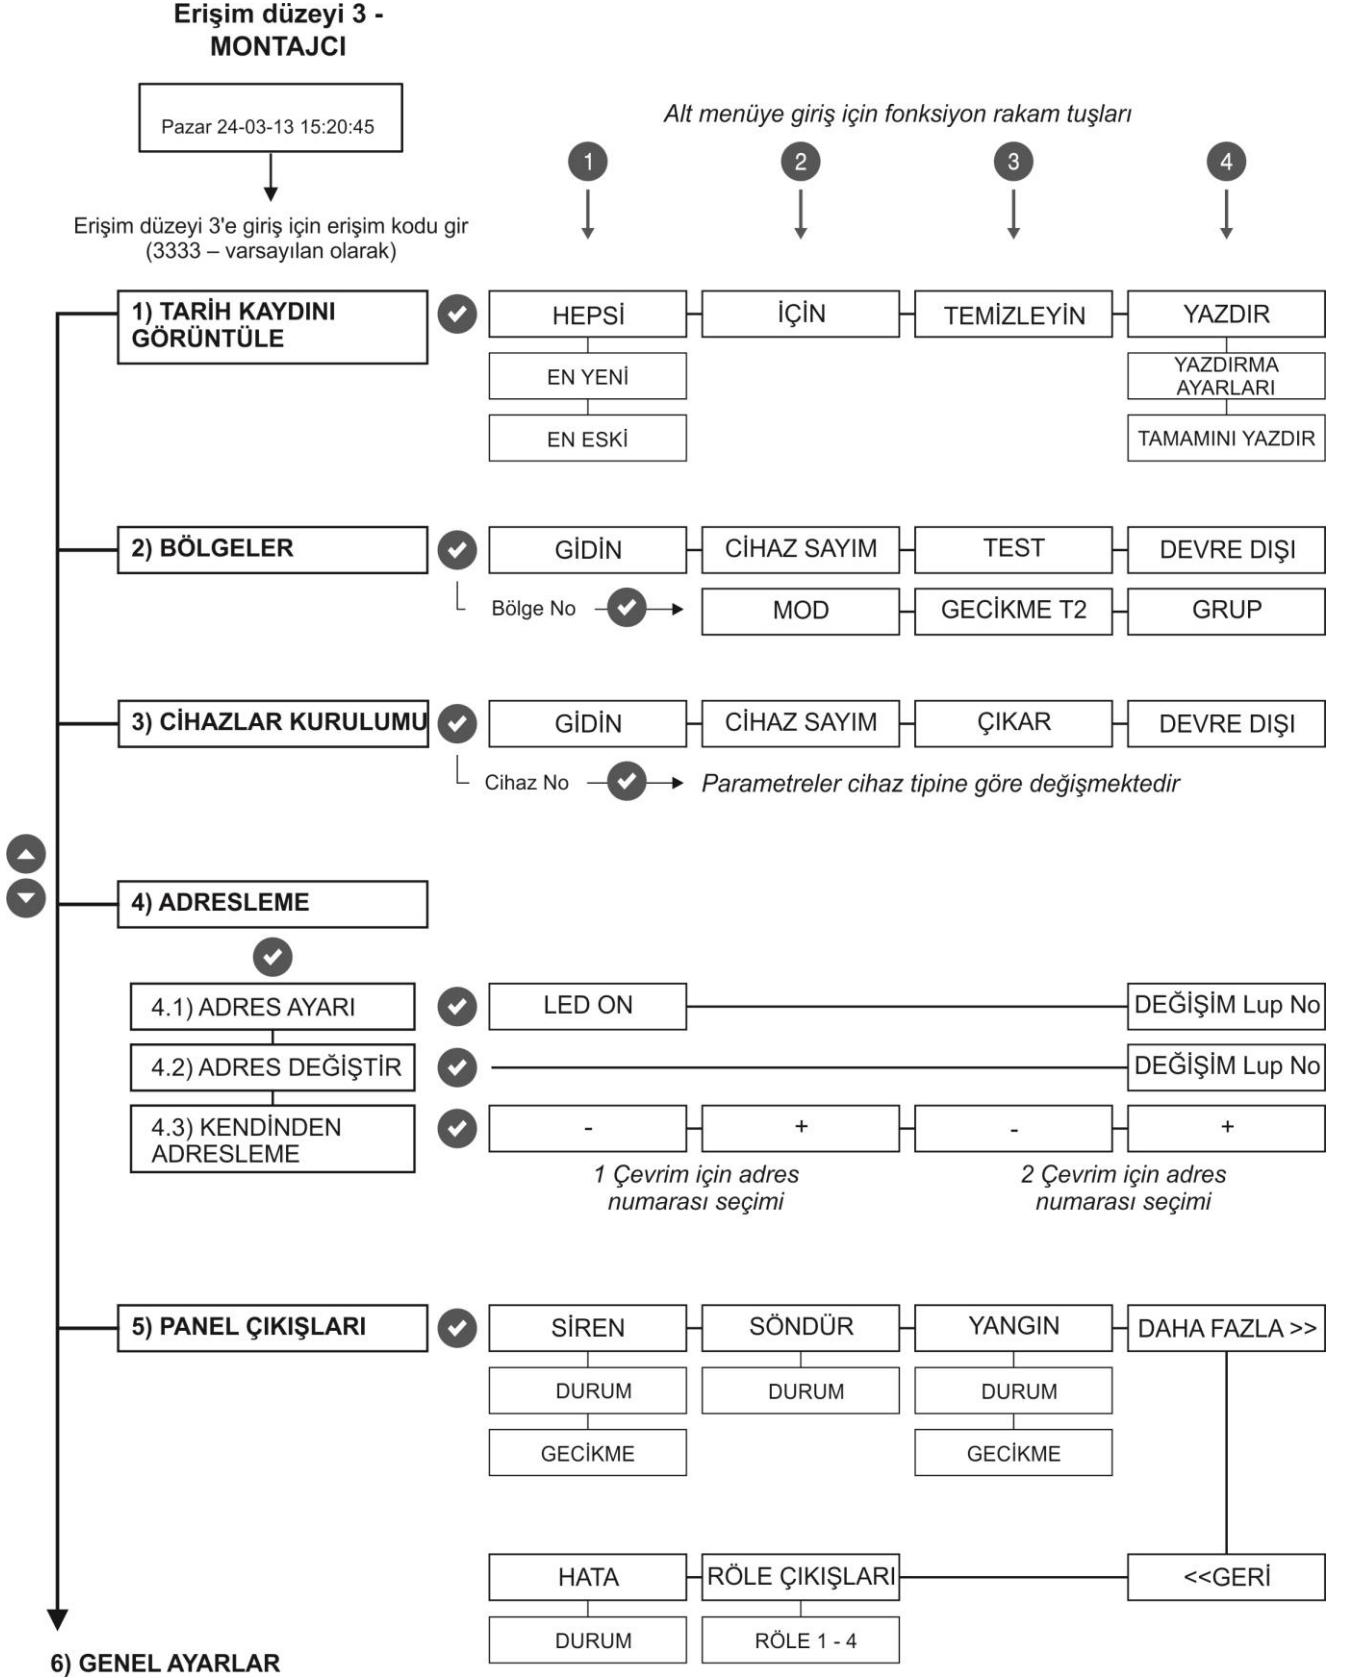 Erişim düzeyi 3 -
MONTAJCI
Pazar 24-03-13 15:20:45
Alt menüye giriş için fonksiyon rakam tuşları
1 2 3 4
Erişim düzeyi 3'e giriş için erişim kodu gir
(3333 – varsayılan olarak)
1) TARİH KAYDINI
GÖRÜNTÜLE
HEPSİ İÇİN TEMİZLEYİN YAZDIR
EN YENİ
YAZDIRMA
AYARLARI
EN ESKİ TAMAMINI YAZDIR
2) BÖLGELER GİDİN CİHAZ SAYIM TEST DEVRE DIŞI
Bölge No MOD GECİKME T2 GRUP
3) CİHAZLAR KURULUMU GİDİN CİHAZ SAYIM ÇIKAR DEVRE DIŞI
Cihaz No Parametreler cihaz tipine göre değişmektedir
4) ADRESLEME
4.1) ADRES AYARI LED ON DEĞİŞİM Lup No
4.2) ADRES DEĞİŞTİR DEĞİŞİM Lup No
4.3) KENDİNDEN
ADRESLEME
- + - +
1 Çevrim için adres
numarası seçimi
2 Çevrim için adres
numarası seçimi
5) PANEL ÇIKIŞLARI SİREN SÖNDÜR YANGIN DAHA FAZLA >>
DURUM DURUM DURUM
GECİKME GECİKME
HATA RÖLE ÇIKIŞLARI <<GERİ
DURUM RÖLE 1 - 4
6) GENEL AYARLAR